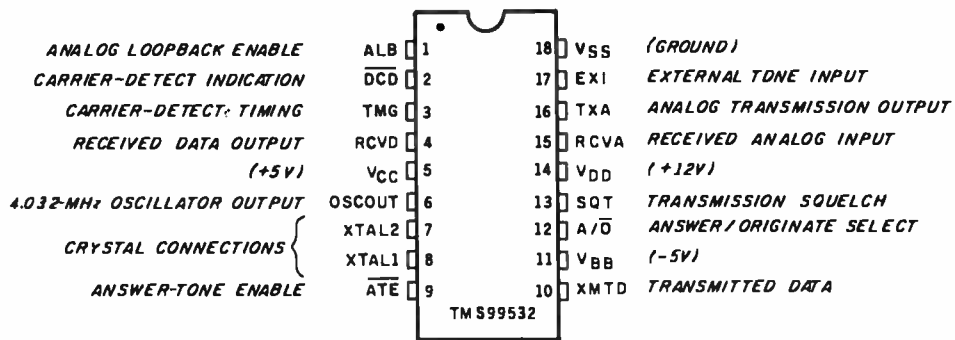 ANALOG LOOPBACK ENABLE ALB 1 18 VSS (GROUND)
CARRIER-DETECT INDICATION D̅C̅D̅ 2 17 EXI EXTERNAL TDNE INPUT
CARRIER-DETECT: TIMING TMG 3 16 TXA ANALOG TRANSMISSION OUTPUT
RECEIVED DATA OUTPUT RCVD 4 15 RCVA RECEIVED ANALOG INPUT
(+5V) VCC 5 14 VDD (+12V)
4.032-MHz OSCILLATOR OUTPUT OSCOUT 6 13 SQT TRANSMISSION SQUELCH
XTAL2 7 12 A/O̅ ANSWER/ORIGINATE SELECT
CRYSTAL CONNECTIONS
XTAL1 8 11 VBB (-5V)
ANSWER-TONE ENABLE A̅T̅E̅ 9 10 XMTD TRANSMITTED DATA
TMS99532